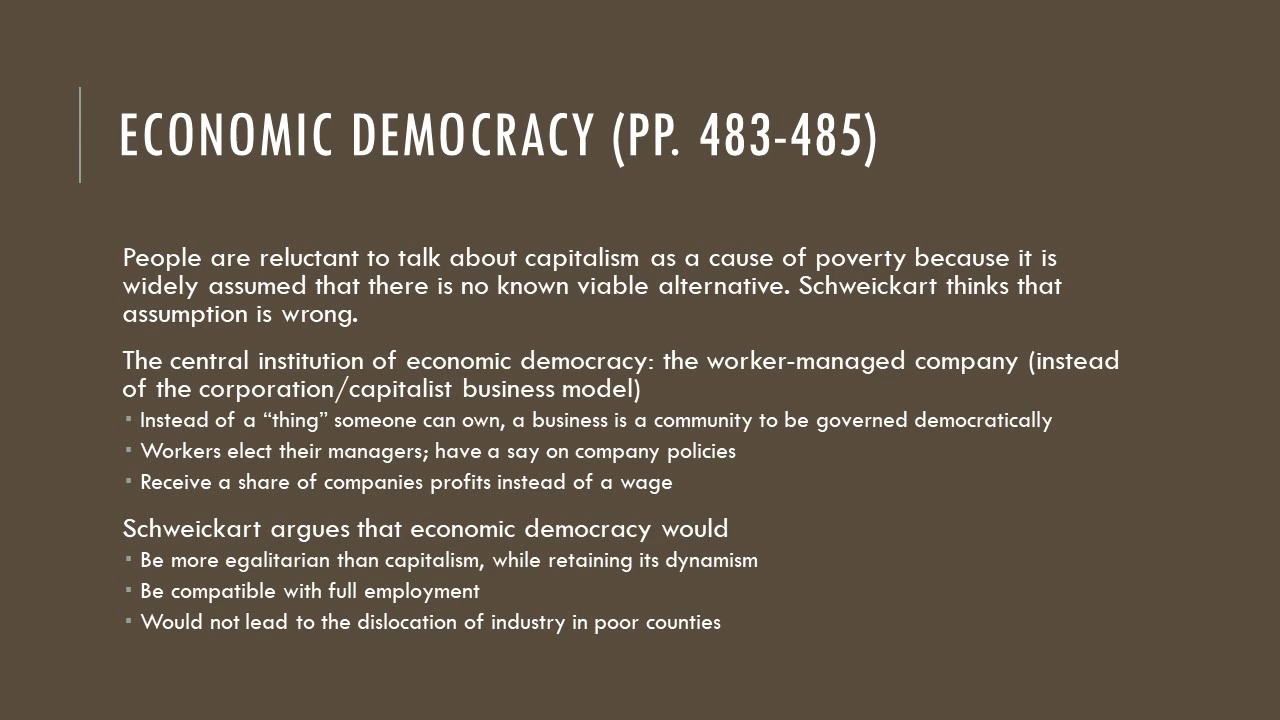 ECONOMIC DEMOCRACY (PP. 483-485)
People are reluctant to talk about capitalism as a cause of poverty because it is
widely assumed that there is no known viable alternative. Schweickart thinks that
assumption is wrong.
The central institution of economic democracy: the worker-managed company (instead
of the corporation/capitalist business model)
▪ Instead of a “thing” someone can own, a business is a community to be governed democratically
▪ Workers elect their managers; have a say on company policies
▪ Receive a share of companies profits instead of a wage
Schweickart argues that economic democracy would
▪ Be more egalitarian than capitalism, while retaining its dynamism
▪ Be compatible with full employment
▪ Would not lead to the dislocation of industry in poor counties